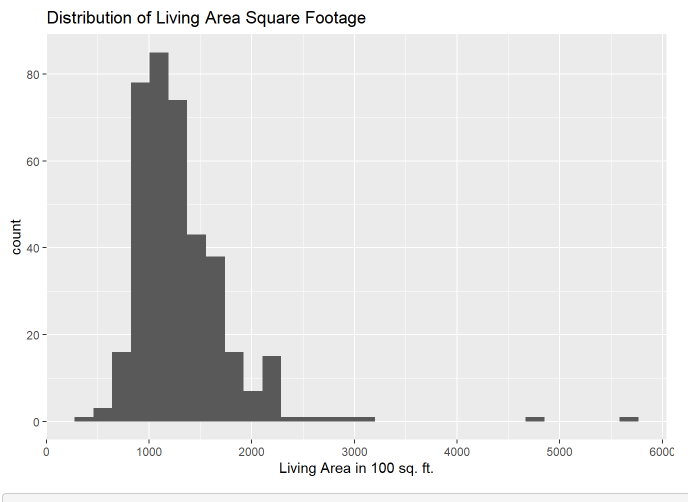 Distribution of Living Area Square Footage
80
60
40
20
0
count
0 1000 2000 3000 4000 5000 6000
Living Area in 100 sq. ft.